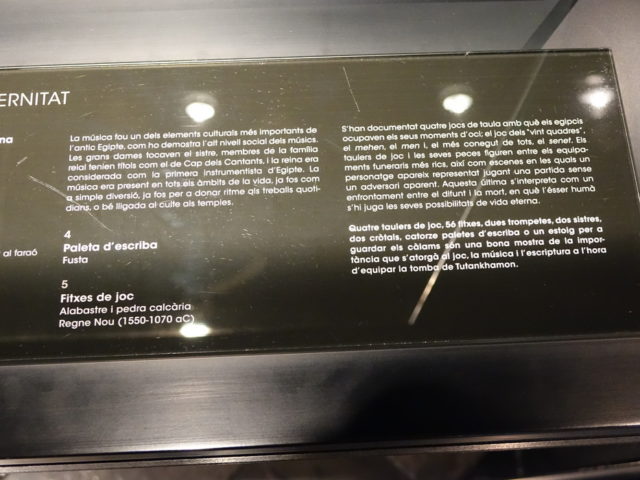 ERNITAT
na
La música fou un dels elements culturals més importants de
l'antic Egipte, com ho demostra l'alt nivell social dels músics.
Les grans dames tocaven el sistre, membres de la família
reial tenien títols com el de Cap dels Cantants, i la reina era
considerada com la primera instrumentista d'Egipte. La
música era present en tots els àmbits de la vida, ja fos com
a simple diversió, ja fos per a donar ritme als treballs quoti-
dians, o bé lligada al culte als temples.
al faraó
4
Paleta d'escriba
Fusta
5
Fitxes de joc
Alabastre i pedra calcària
Regne Nou (1550-1070 aC)
S'han documentat quatre jocs de taula amb què els egipcis
ocupaven els seus moments d'oci: el joc dels "vint quadres",
el mehen, el men i, el més conegut de tots, el senet. Els
taulers de joc i les seves peces figuren entre els equipa-
ments funeraris més rics, així com escenes en les quals un
personatge apareix representat jugant una partida sense
un adversari aparent. Aquesta última s'interpreta com un
enfrontament entre el difunt i la mort, en què l'ésser humà
s'hi juga les seves possibilitats de vida eterna.
Quatre taulers de joc, 56 fitxes, dues trompetes, dos sistres,
dos cròtals, catorze paletes d'escriba o un estoig per a
guardar els càlams són una bona mostra de la impor-
tància que s'atorgà al joc, la música i l'escriptura a l'hora
d'equipar la tomba de Tutankhamon.